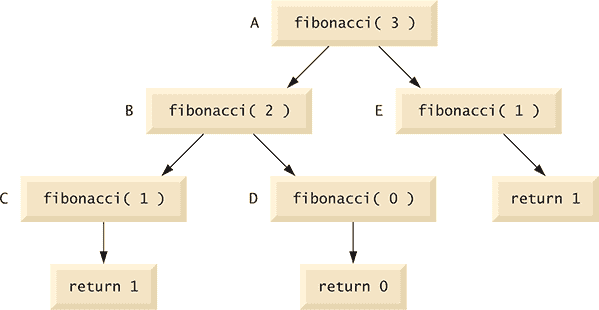 A fibonacci( 3 )
B fibonacci( 2 )
E fibonacci( 1 )
C fibonacci( 1 )
D fibonacci( 0 )
return 1
return 1
return 0